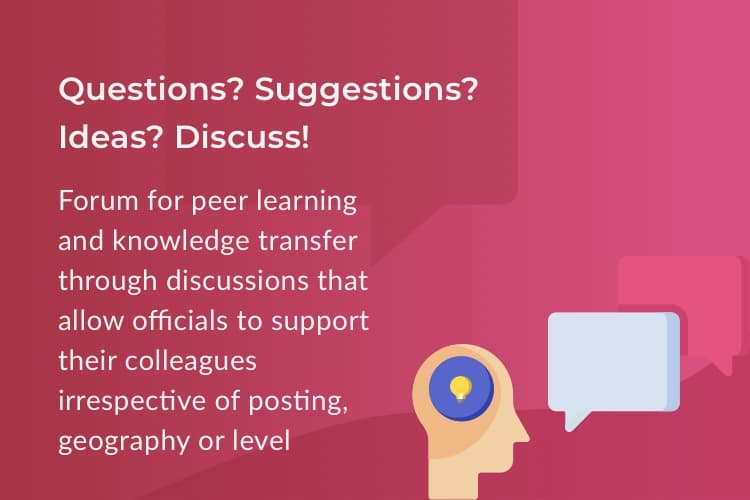 Questions? Suggestions?
Ideas? Discuss!
Forum for peer learning
and knowledge transfer
through discussions that
allow officials to support
their colleagues
irrespective of posting,
geography or level